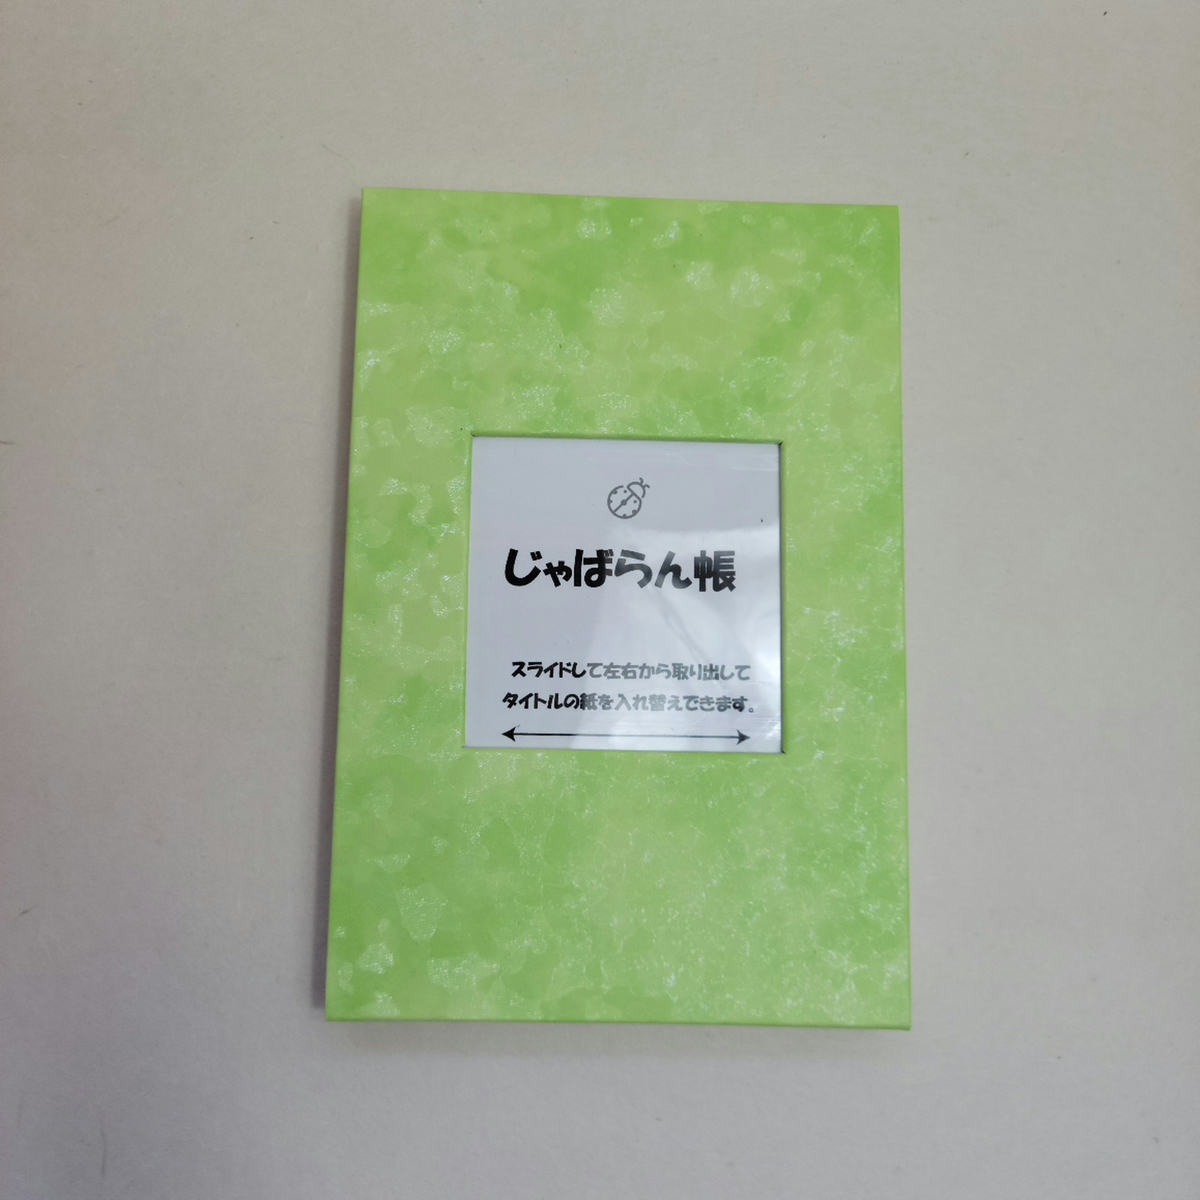 じゃばらん帳
スライドして左右から取り出して
タイトルの紙を入れ替えできます。